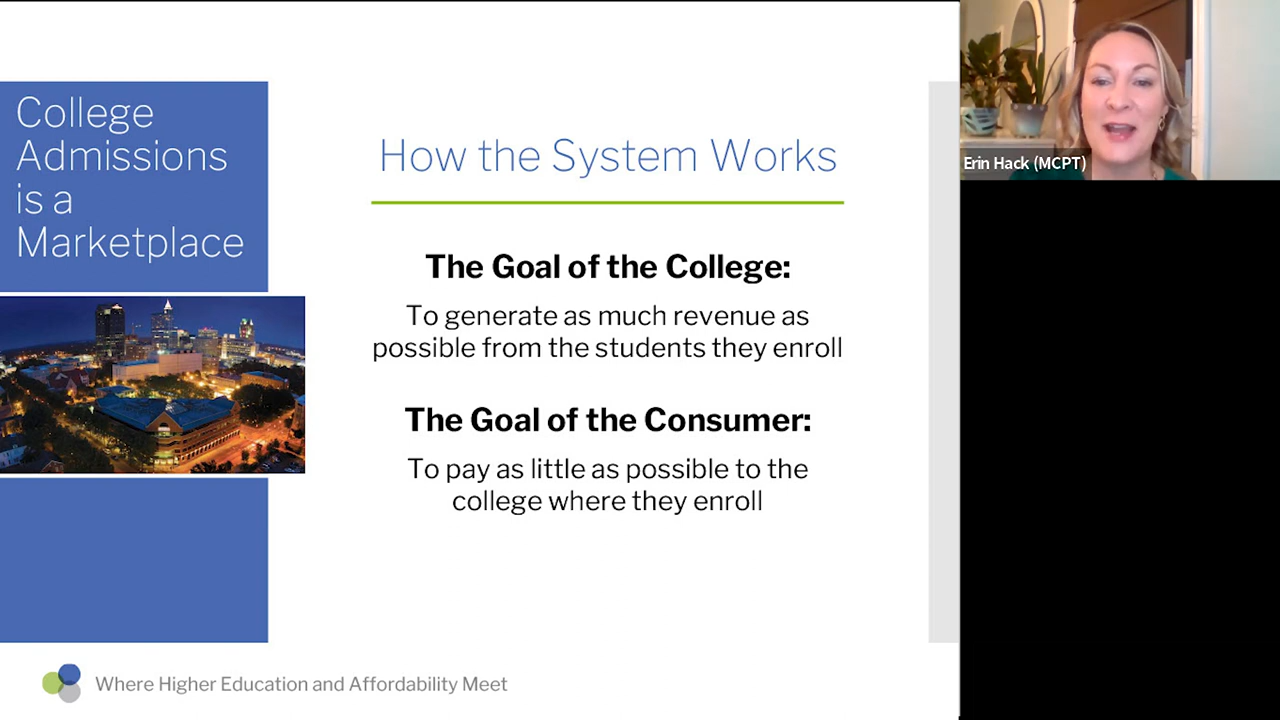 College
Admissions
is a
Marketplace
How the System Works
The Goal of the College:
To generate as much revenue as
possible from the students they enroll
The Goal of the Consumer:
To pay as little as possible to the
college where they enroll
Where Higher Education and Affordability Meet
Erin Hack (MCPT)